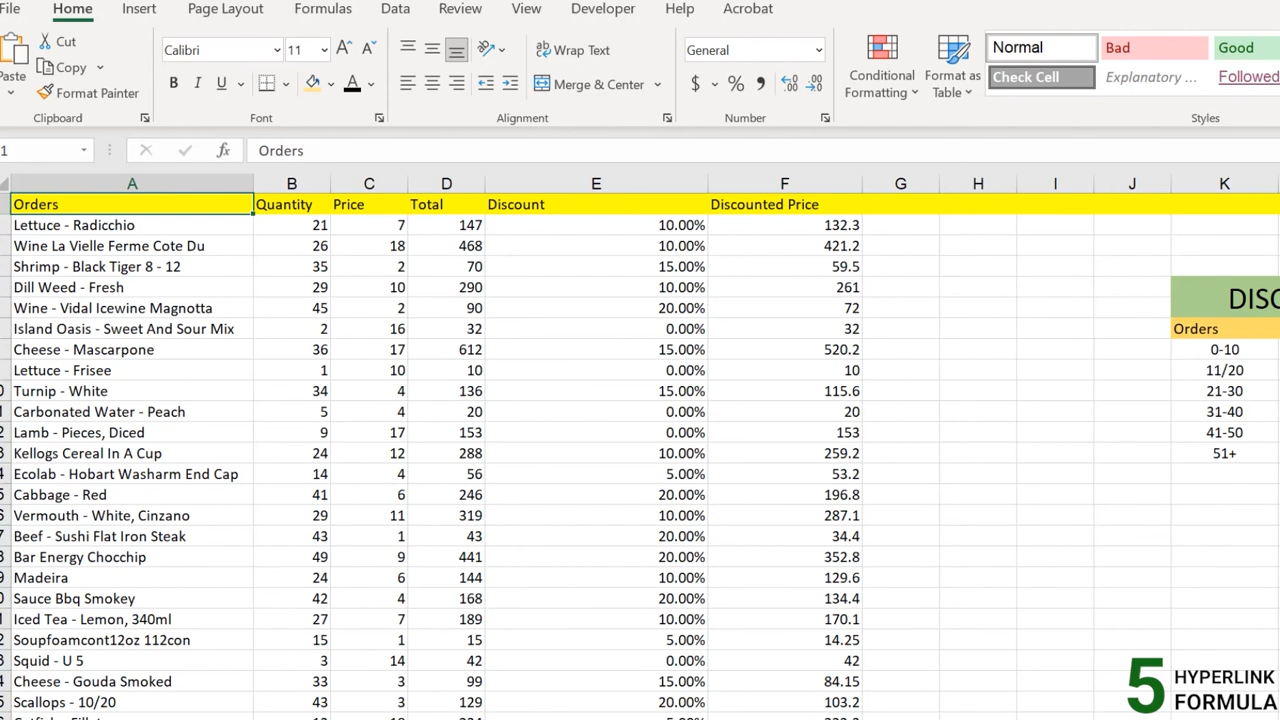 File Home Insert Page Layout Formulas Data Review View Developer Help Acrobat
Cut
Copy
Format Painter
Paste
Calibri 11
B I U
Wrap Text
Merge & Center
General
$ %
Conditional Formatting
Format as Table
Normal Bad Good
Check Cell Explanatory ... Followed
Clipboard Font Alignment Number Styles
1 fx Orders
A B C D E F G H I J K
Orders Quantity Price Total Discount Discounted Price
Lettuce - Radicchio 21 7 147 10.00% 132.3
Wine La Vielle Ferme Cote Du 26 18 468 10.00% 421.2
Shrimp - Black Tiger 8 - 12 35 2 70 15.00% 59.5
Dill Weed - Fresh 29 10 290 10.00% 261
Wine - Vidal Icewine Magnotta 45 2 90 20.00% 72
Island Oasis - Sweet And Sour Mix 2 16 32 0.00% 32
Cheese - Mascarpone 36 17 612 15.00% 520.2
Lettuce - Frisee 1 10 10 0.00% 10
Turnip - White 34 4 136 15.00% 115.6
Carbonated Water - Peach 5 4 20 0.00% 20
Lamb - Pieces, Diced 9 17 153 0.00% 153
Kellogs Cereal In A Cup 24 12 288 10.00% 259.2
Ecolab - Hobart Washarm End Cap 14 4 56 5.00% 53.2
Cabbage - Red 41 6 246 20.00% 196.8
Vermouth - White, Cinzano 29 11 319 10.00% 287.1
Beef - Sushi Flat Iron Steak 43 1 43 20.00% 34.4
Bar Energy Chocchip 49 9 441 20.00% 352.8
Madeira 24 6 144 10.00% 129.6
Sauce Bbq Smokey 42 4 168 20.00% 134.4
Iced Tea - Lemon, 340ml 27 7 189 10.00% 170.1
Soupfoamcont12oz 112con 15 1 15 5.00% 14.25
Squid - U 5 3 14 42 0.00% 42
Cheese - Gouda Smoked 33 3 99 15.00% 84.15
Scallops - 10/20 43 3 129 20.00% 103.2
DISC
Orders
0-10
11/20
21-30
31-40
41-50
51+
5 HYPERLINK
FORMULA